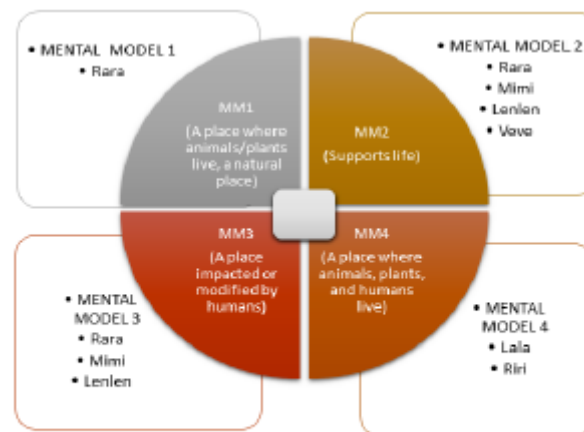 • MENTAL MODEL 1
• Rara
MM1
(A place where
animals/plants
live, a natural
place)
MM2
(Supports life)
• MENTAL MODEL 2
• Rara
• Mimi
• Lenlen
• Veve
MM3
(A place
impacted or
modified by
humans)
MM4
(A place where
animals, plants,
and humans
live)
• MENTAL
MODEL 3
• Rara
• Mimi
• Lenlen
• MENTAL
MODEL 4
• Lala
• Riri